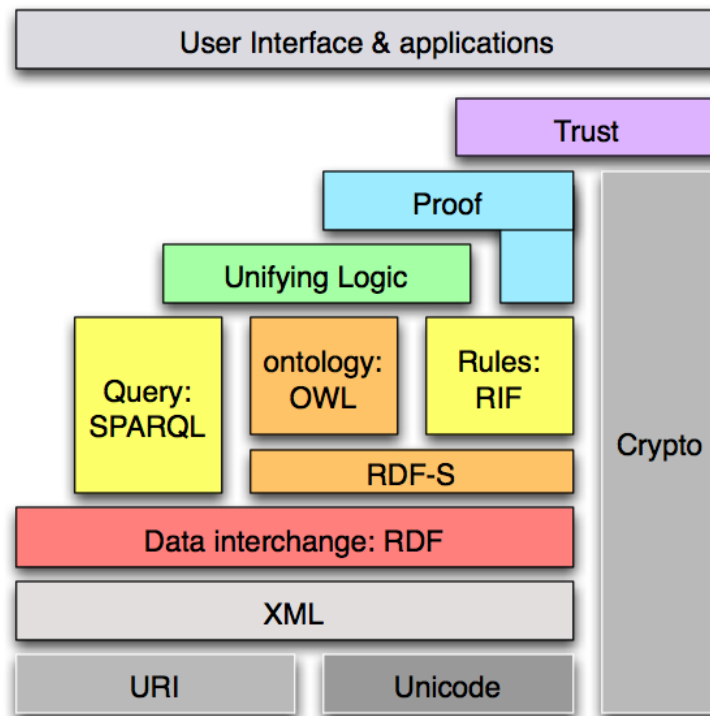 User Interface & applications
Trust
Proof
Unifying Logic
Query:
SPARQL
ontology:
OWL
Rules:
RIF
Crypto
RDF-S
Data interchange: RDF
XML
URI
Unicode